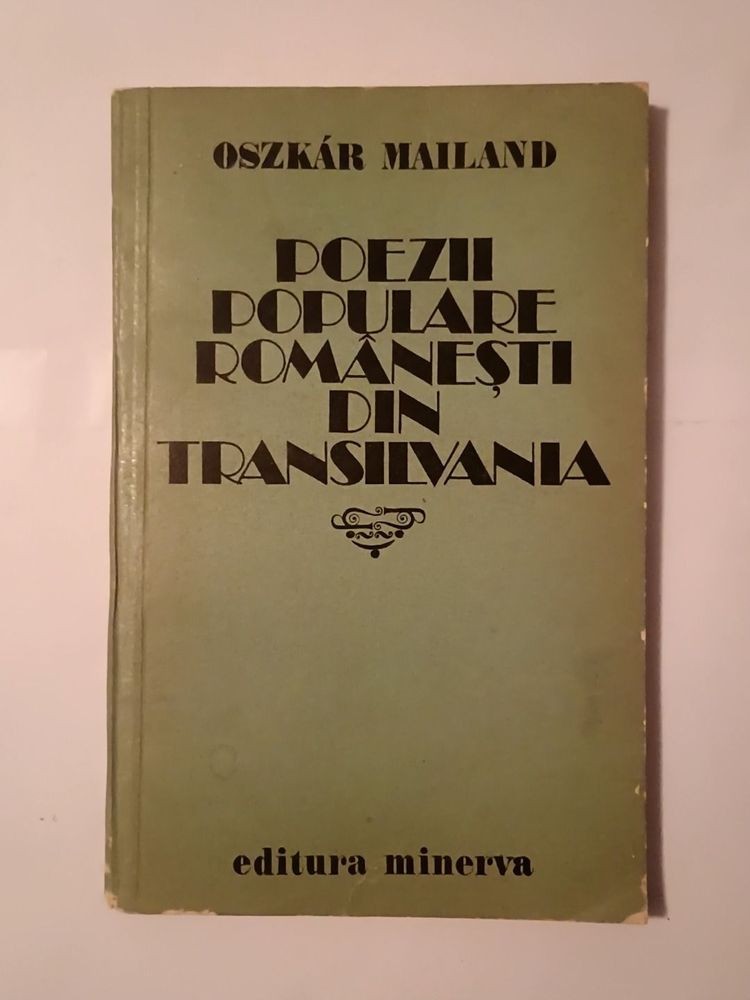 OSZKÁR MAILAND
POEZII
POPULARE
ROMÂNEȘTI
DIN
TRANSILVANIA
editura minerva